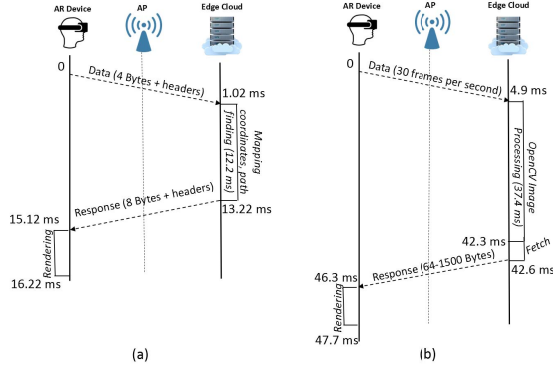 AR Device
AP
Edge Cloud
0
Data (4 Bytes + headers)
1.02 ms
Mapping
coordinates, path
finding (12.2 ms)
Response (8 Bytes + headers)
13.22 ms
15.12 ms
Rendering
16.22 ms
(a)
AR Device
AP
Edge Cloud
0
Data (30 frames per second)
4.9 ms
OpenCV Image
Processing (37.4 ms)
42.3 ms
Fetch
42.6 ms
Response (64-1500 Bytes)
46.3 ms
Rendering
47.7 ms
(b)